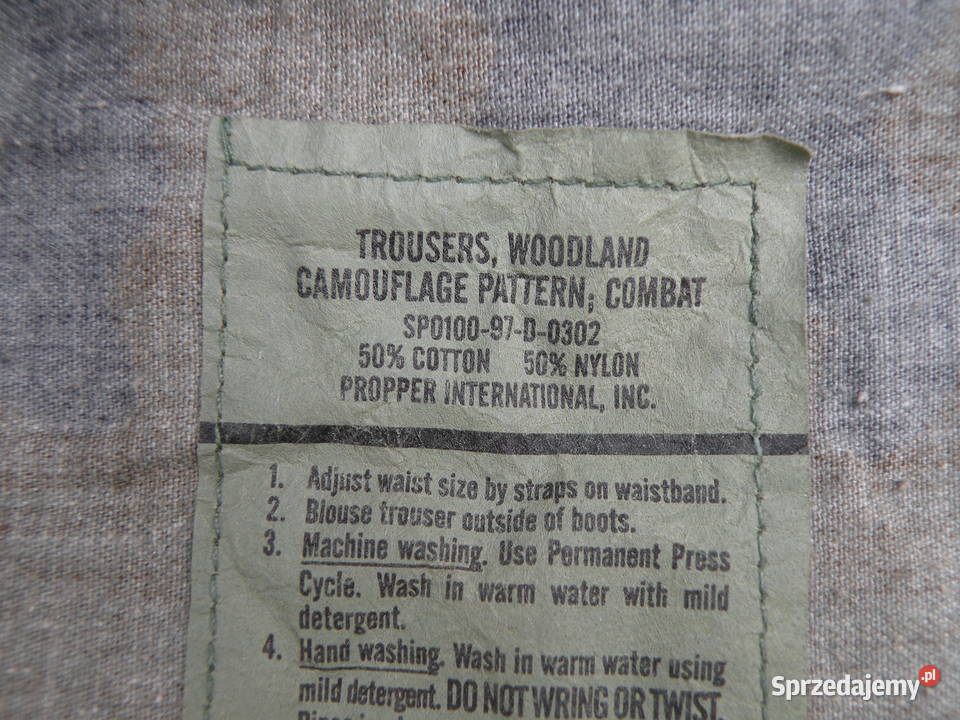 TROUSERS, WOODLAND
CAMOUFLAGE PATTERN; COMBAT
SPO100-97-D-0302
50% COTTON 50% NYLON
PROPPER INTERNATIONAL, INC.
1. Adjust waist size by straps on waistband.
2. Blouse trouser outside of boots.
3. Machine washing. Use Permanent Press
Cycle. Wash in warm water with mild
detergent.
4. Hand washing. Wash in warm water using
mild detergent. DO NOT WRING OR TWIST.
Sprzedajemy.pl